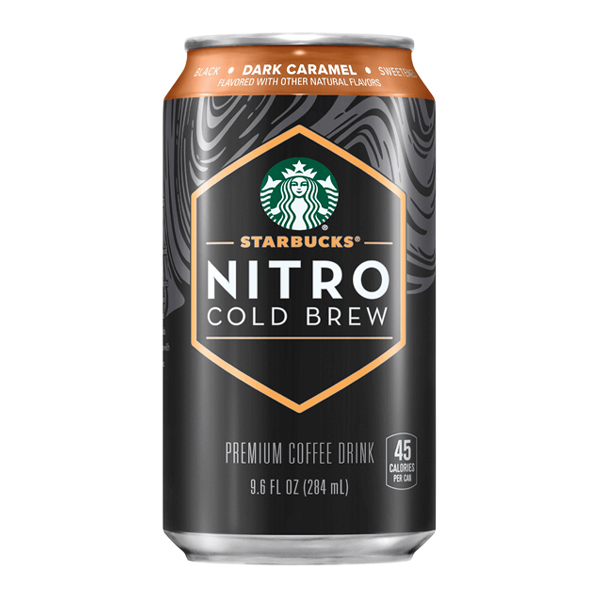 BLACK • DARK CARAMEL • SWEETENED
FLAVORED WITH OTHER NATURAL FLAVORS
STARBUCKS®
NITRO
COLD BREW
PREMIUM COFFEE DRINK
9.6 FL OZ (284 mL)
45
CALORIES
PER CAN